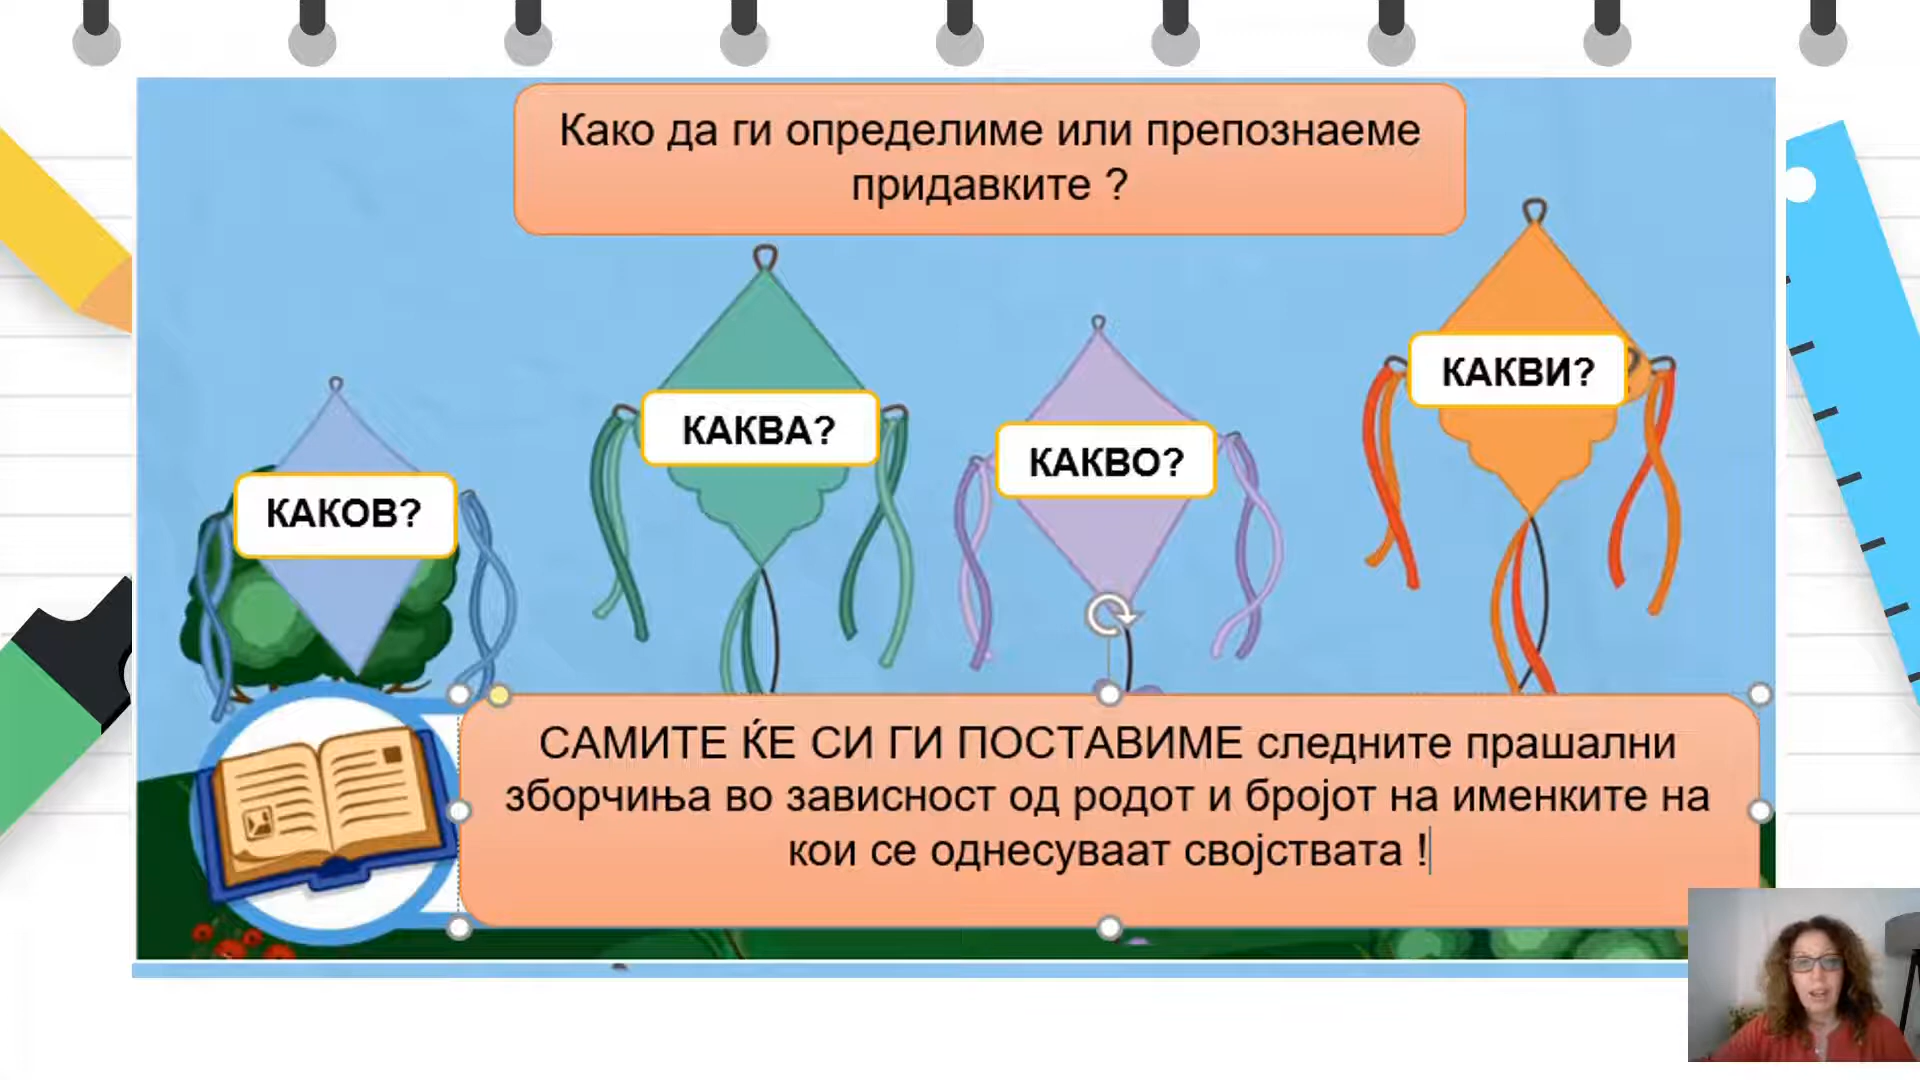 Како да ги определиме или препознаеме
придавките ?
КАКОВ?
КАКВА?
КАКВО?
КАКВИ?
САМИТЕ ЌЕ СИ ГИ ПОСТАВИМЕ следните прашални
зборчиња во зависност од родот и бројот на именките на
кои се однесуваат својствата !